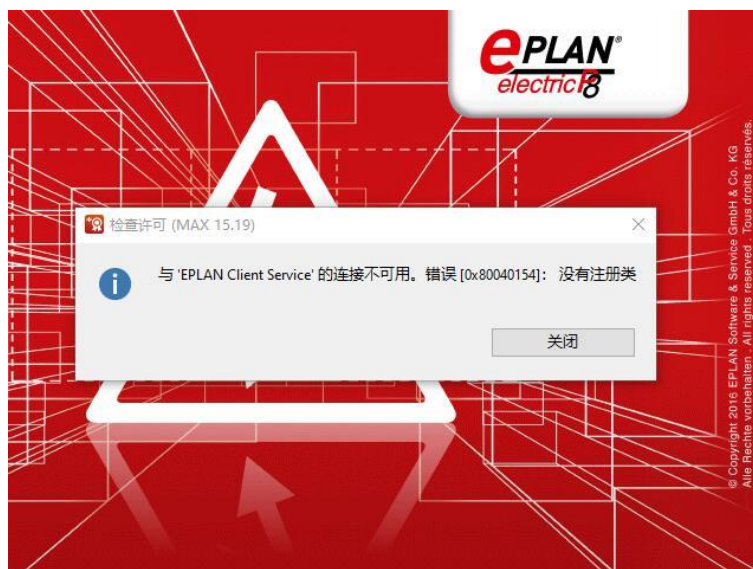 ePLAN®
electric P8
检查许可 (MAX 15.19)
与 'EPLAN Client Service' 的连接不可用。错误 [0x80040154]： 没有注册类
关闭
© Copyright 2016 EPLAN Software & Service GmbH & Co. KG
Alle Rechte vorbehalten . All rights reserved . Tous droits réservés.